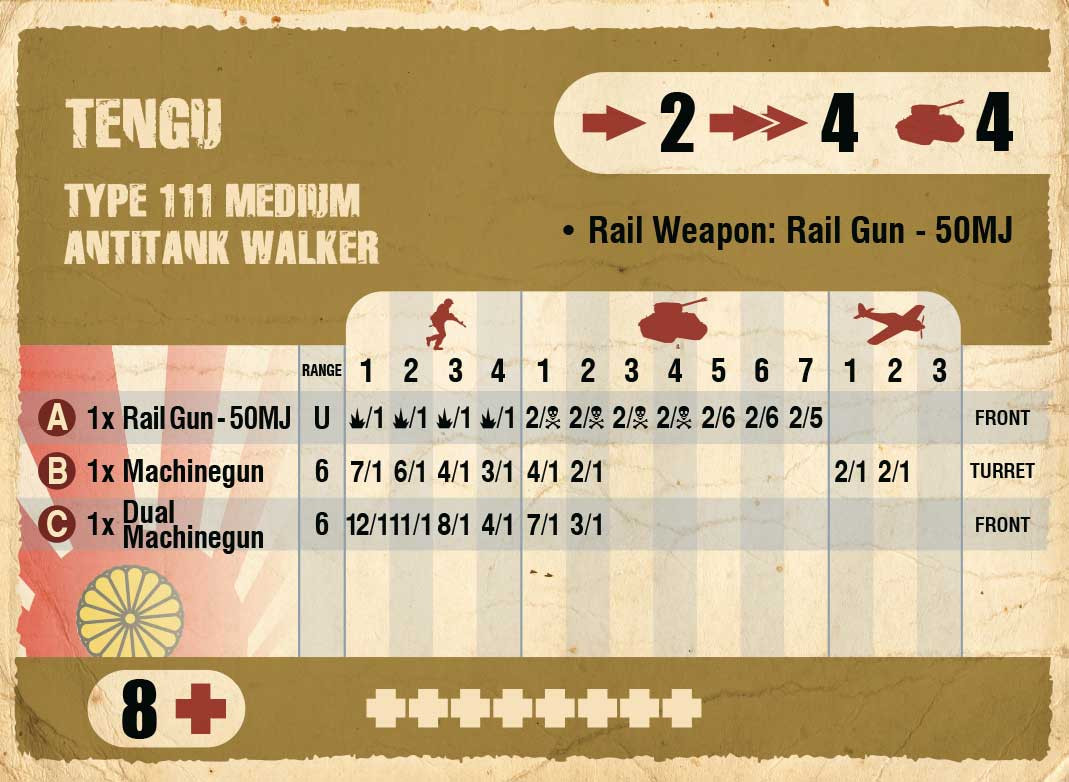 TENGU
2 4 4
TYPE 111 MEDIUM
ANTITANK WALKER
• Rail Weapon: Rail Gun - 50MJ
RANGE 1 2 3 4 1 2 3 4 5 6 7 1 2 3
A 1x Rail Gun - 50MJ U /1 /1 /1 /1 2/☠ 2/☠ 2/☠ 2/☠ 2/6 2/6 2/5 FRONT
B 1x Machinegun 6 7/1 6/1 4/1 3/1 4/1 2/1 2/1 2/1 TURRET
C 1x Dual
Machinegun 6 12/1 11/1 8/1 4/1 7/1 3/1 FRONT
8